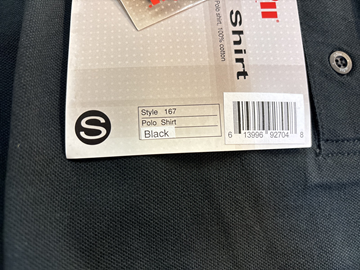 Shirt
Polo shirt, 100% cotton
S
Style 167
Polo Shirt
Black
6 13996 92704 8